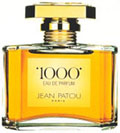 "1000"
EAU DE PARFUM
JEAN PATOU
PARIS